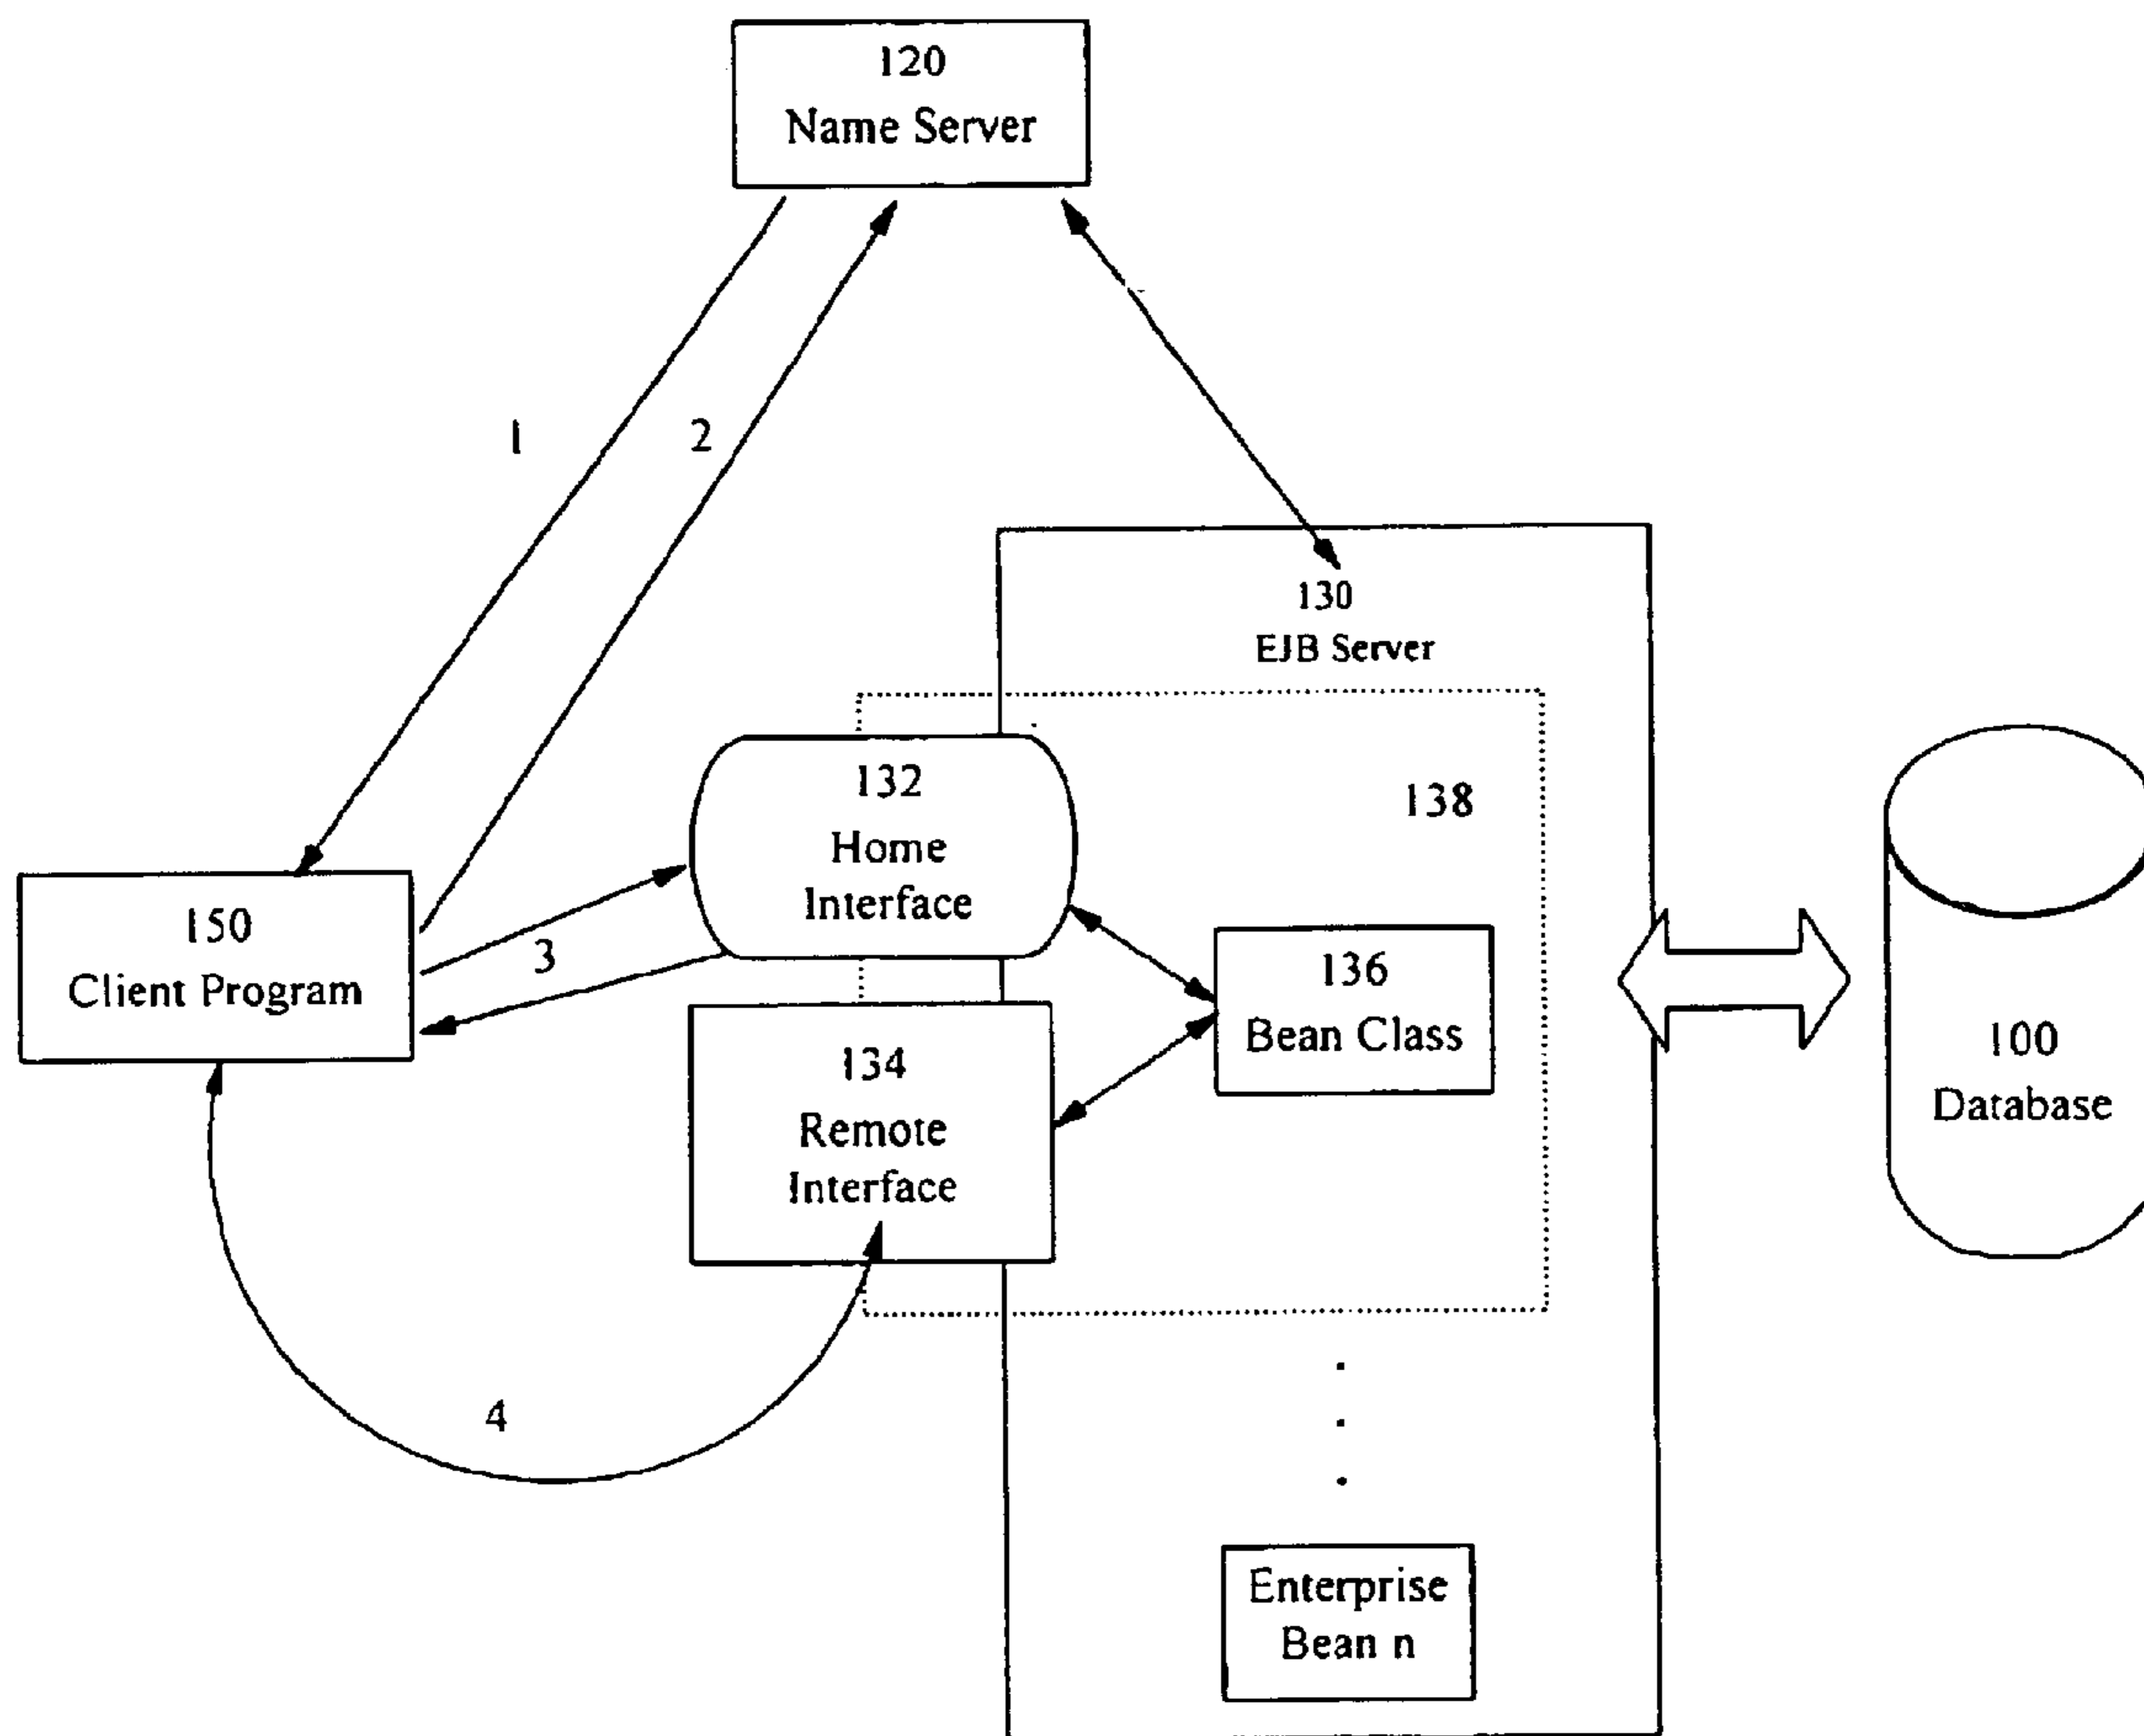 120
Name Server
1
2
130
EJB Server
132
Home
Interface
138
150
Client Program
3
136
Bean Class
134
Remote
Interface
100
Database
4
Enterprise
Bean n